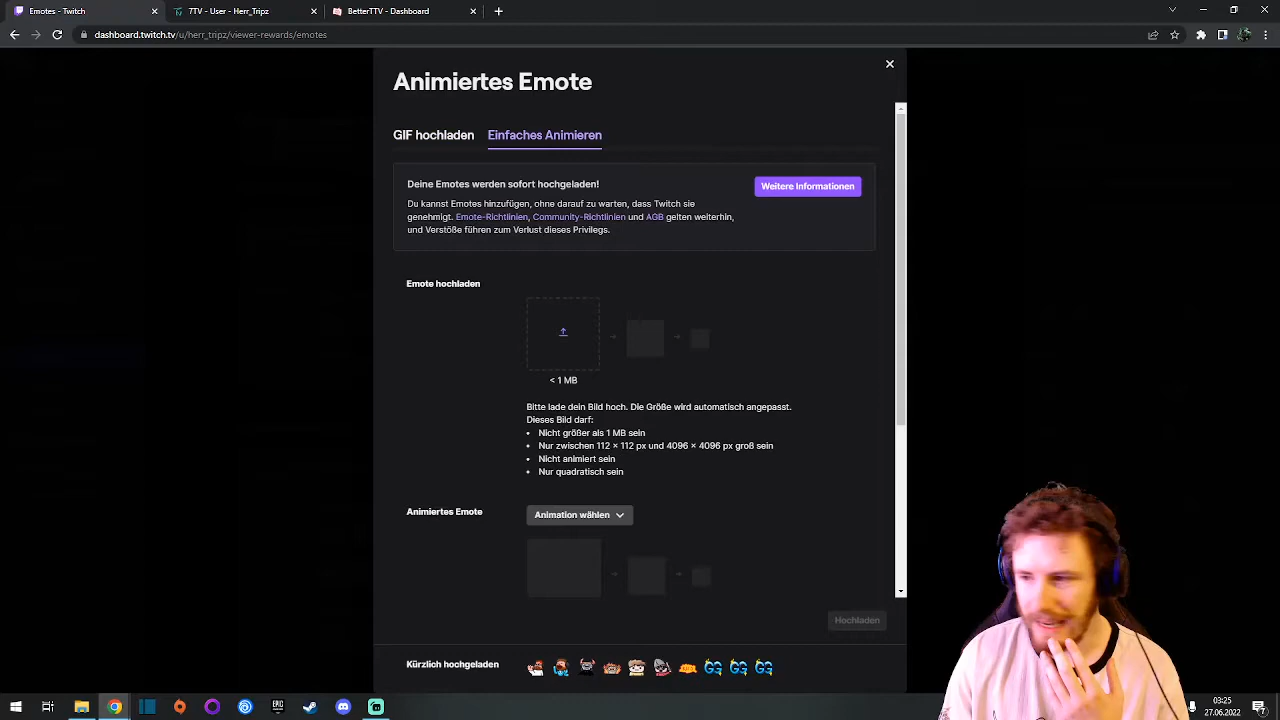 Emotes - Twitch
TTV - User - Herr_Tripz
BetterTTV - Dashboard
dashboard.twitch.tv/u/herr_tripz/viewer-rewards/emotes
Animiertes Emote
GIF hochladen
Einfaches Animieren
Deine Emotes werden sofort hochgeladen!
Weitere Informationen
Du kannst Emotes hinzufügen, ohne darauf zu warten, dass Twitch sie
genehmigt. Emote-Richtlinien, Community-Richtlinien und AGB gelten weiterhin,
und Verstöße führen zum Verlust dieses Privilegs.
Emote hochladen
< 1 MB
Bitte lade dein Bild hoch. Die Größe wird automatisch angepasst.
Dieses Bild darf:
• Nicht größer als 1 MB sein
• Nur zwischen 112 × 112 px und 4096 × 4096 px groß sein
• Nicht animiert sein
• Nur quadratisch sein
Animiertes Emote
Animation wählen
Hochladen
Kürzlich hochgeladen
GG GG GG
EPIC
03:25
27.06.2022